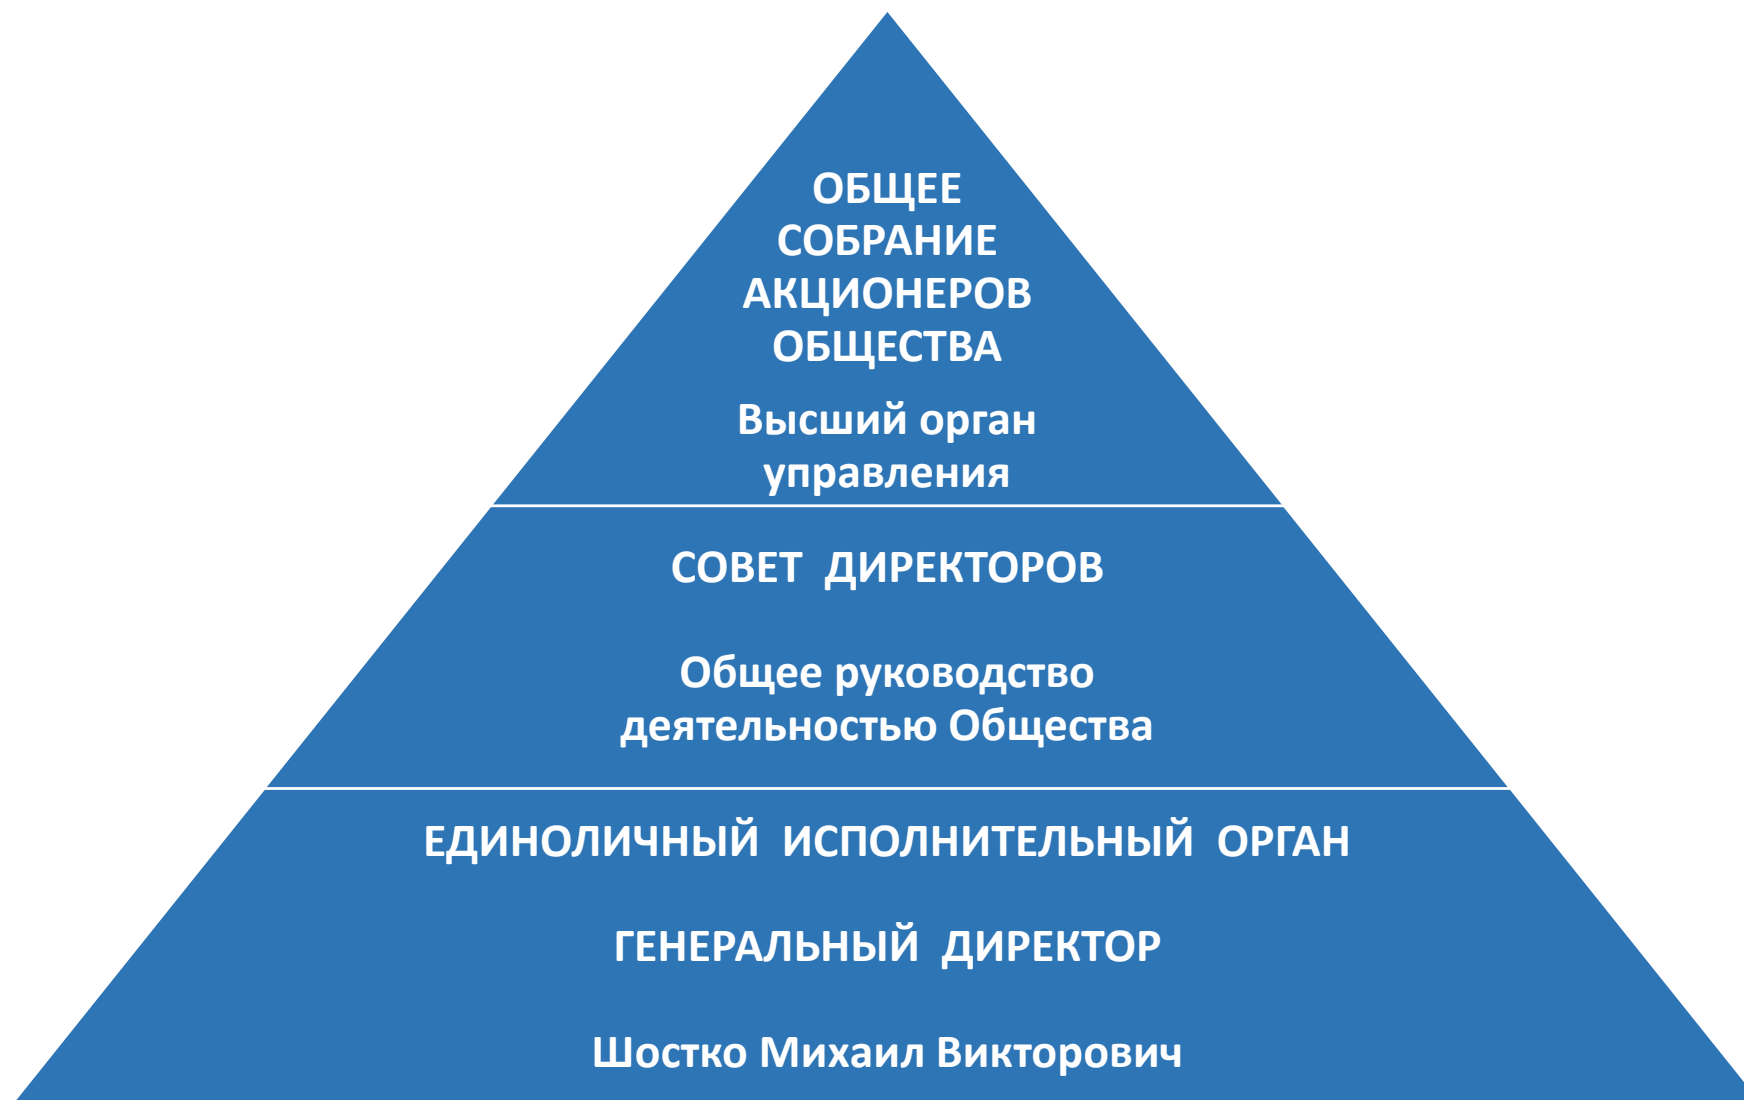 ОБЩЕЕ
СОБРАНИЕ
АКЦИОНЕРОВ
ОБЩЕСТВА
Высший орган
управления
СОВЕТ ДИРЕКТОРОВ
Общее руководство
деятельностью Общества
ЕДИНОЛИЧНЫЙ ИСПОЛНИТЕЛЬНЫЙ ОРГАН
ГЕНЕРАЛЬНЫЙ ДИРЕКТОР
Шостко Михаил Викторович